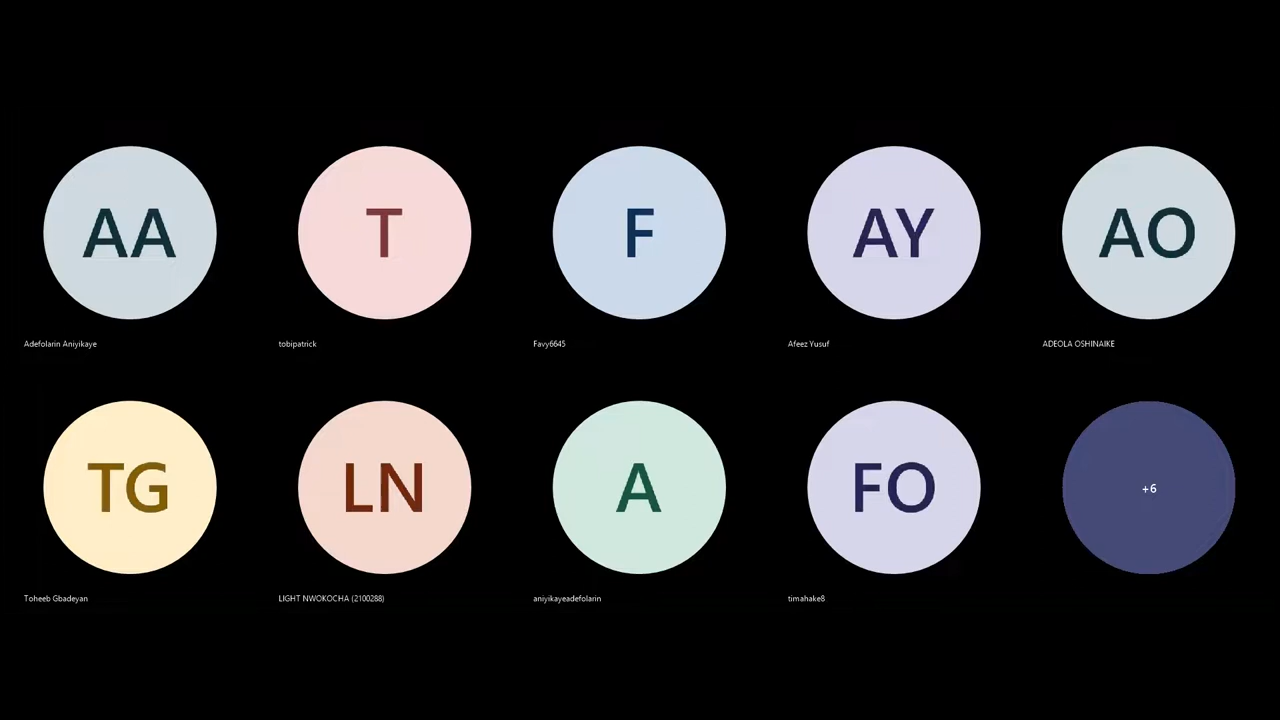 AA
T
F
AY
AO
Adefolarin Aniyikaye
tobipatrick
Favy6645
Afeez Yusuf
ADEOLA OSHINAIKE
TG
LN
A
FO
+6
Toheeb Gbadeyan
LIGHT NWOKOCHA (2100288)
aniyikayeadefolarin
timahake8